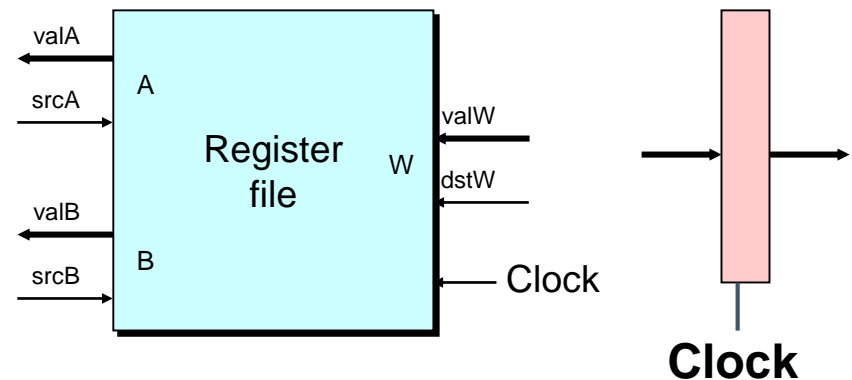 valA
A
srcA
Register
file
valB
B
srcB
valW
W
dstW
Clock
Clock